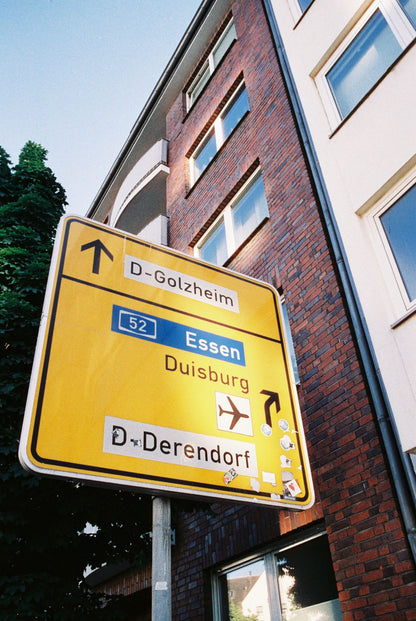 D-Golzheim
52 Essen
Duisburg
D-Derendorf